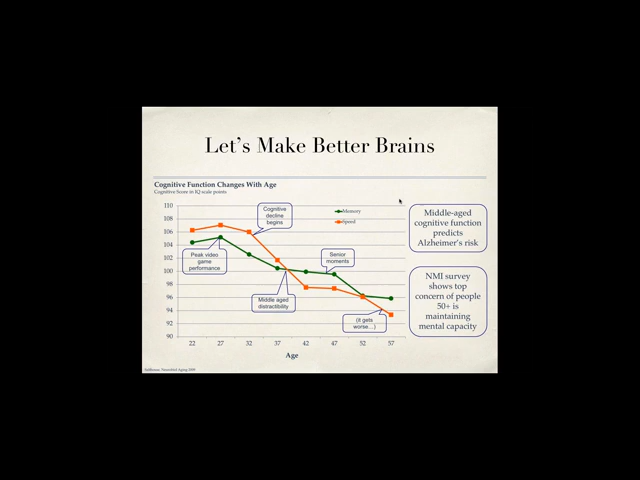 Let's Make Better Brains
Cognitive Function Changes With Age
Cognitive Score in IQ scale points
110
108
106
104
102
100
98
96
94
92
90
22 27 32 37 42 47 52 57
Age
Memory
Speed
Cognitive
decline
begins
Peak video
game
performance
Senior
moments
Middle aged
distractibility
(it gets
worse...)
Middle-aged
cognitive function
predicts
Alzheimer's risk
NMI survey
shows top
concern of people
50+ is
maintaining
mental capacity